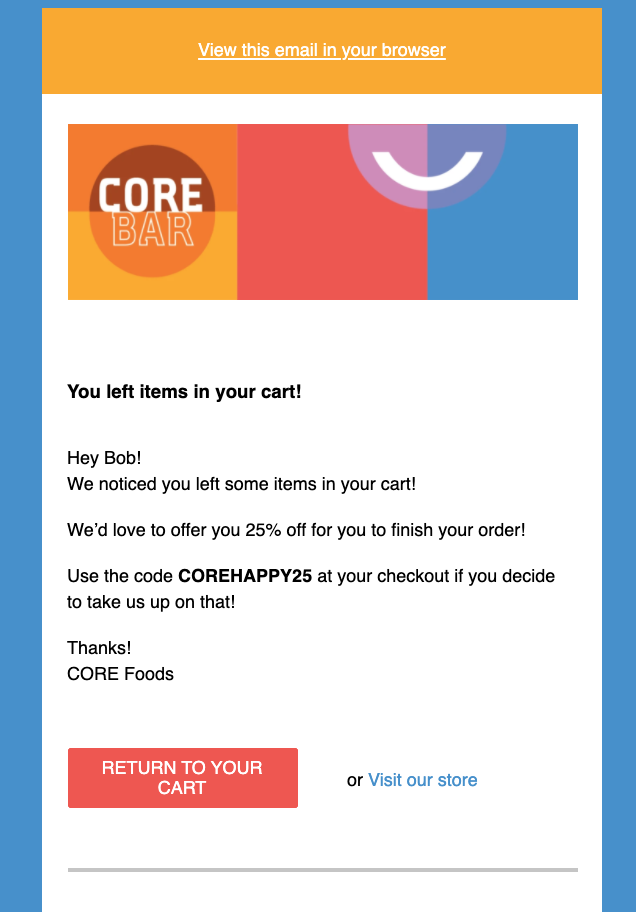 View this email in your browser
CORE
BAR
You left items in your cart!
Hey Bob!
We noticed you left some items in your cart!
We’d love to offer you 25% off for you to finish your order!
Use the code COREHAPPY25 at your checkout if you decide
to take us up on that!
Thanks!
CORE Foods
RETURN TO YOUR
CART
or Visit our store